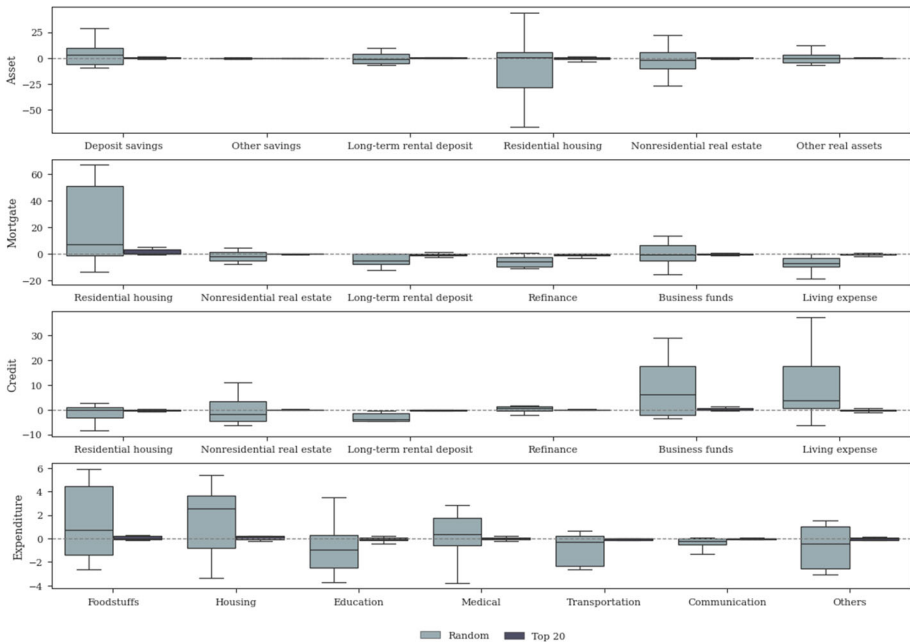 25
0
−25
−50
Asset
Deposit savings Other savings Long-term rental deposit Residential housing Nonresidential real estate Other real assets
60
40
20
0
−20
Mortgate
Residential housing Nonresidential real estate Long-term rental deposit Refinance Business funds Living expense
30
20
10
0
−10
Credit
Residential housing Nonresidential real estate Long-term rental deposit Refinance Business funds Living expense
6
4
2
0
−2
−4
Expenditure
Foodstuffs Housing Education Medical Transportation Communication Others
Random Top 20